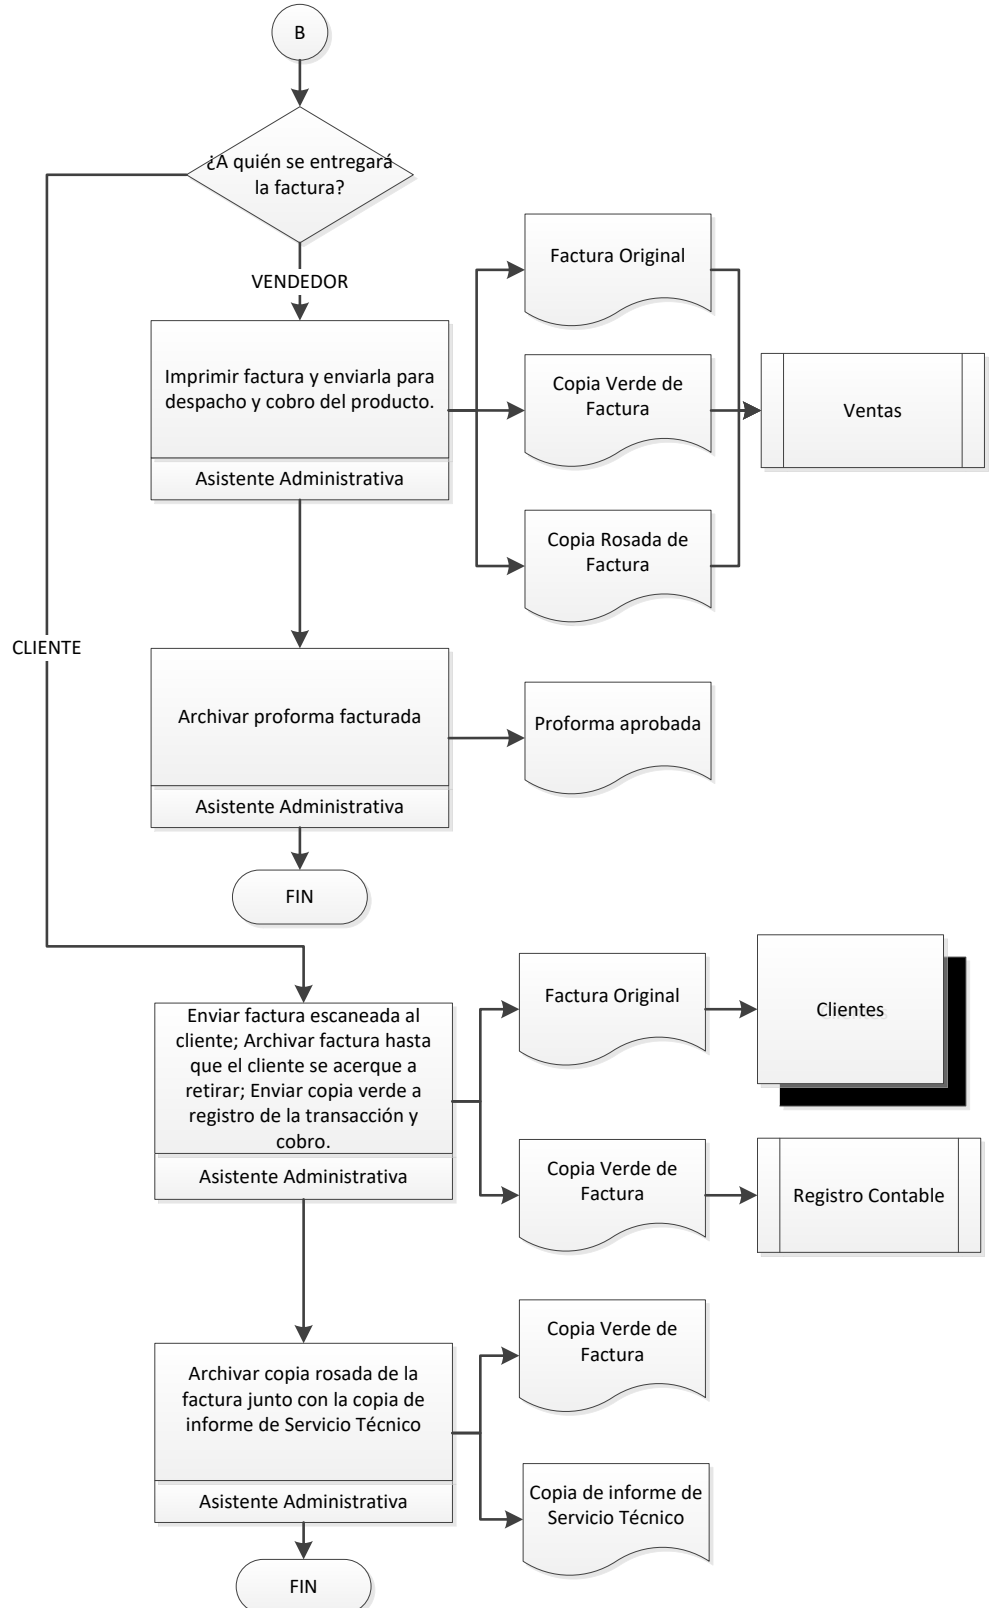 B
¿A quién se entregará
la factura?
VENDEDOR
Imprimir factura y enviarla para
despacho y cobro del producto.
Asistente Administrativa
Factura Original
Copia Verde de
Factura
Copia Rosada de
Factura
Ventas
CLIENTE
Archivar proforma facturada
Asistente Administrativa
Proforma aprobada
FIN
Enviar factura escaneada al
cliente; Archivar factura hasta
que el cliente se acerque a
retirar; Enviar copia verde a
registro de la transacción y
cobro.
Asistente Administrativa
Factura Original
Clientes
Copia Verde de
Factura
Registro Contable
Archivar copia rosada de la
factura junto con la copia de
informe de Servicio Técnico
Asistente Administrativa
Copia Verde de
Factura
Copia de informe de
Servicio Técnico
FIN